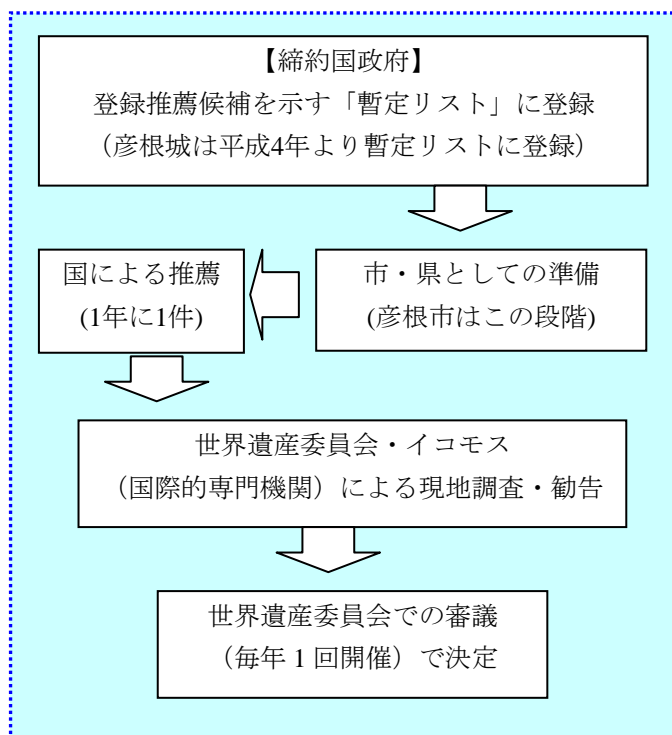 【締約国政府】
登録推薦候補を示す「暫定リスト」に登録
（彦根城は平成4年より暫定リストに登録）
市・県としての準備
(彦根市はこの段階)
国による推薦
(1年に1件)
世界遺産委員会・イコモス
（国際的専門機関）による現地調査・勧告
世界遺産委員会での審議
（毎年 1 回開催）で決定